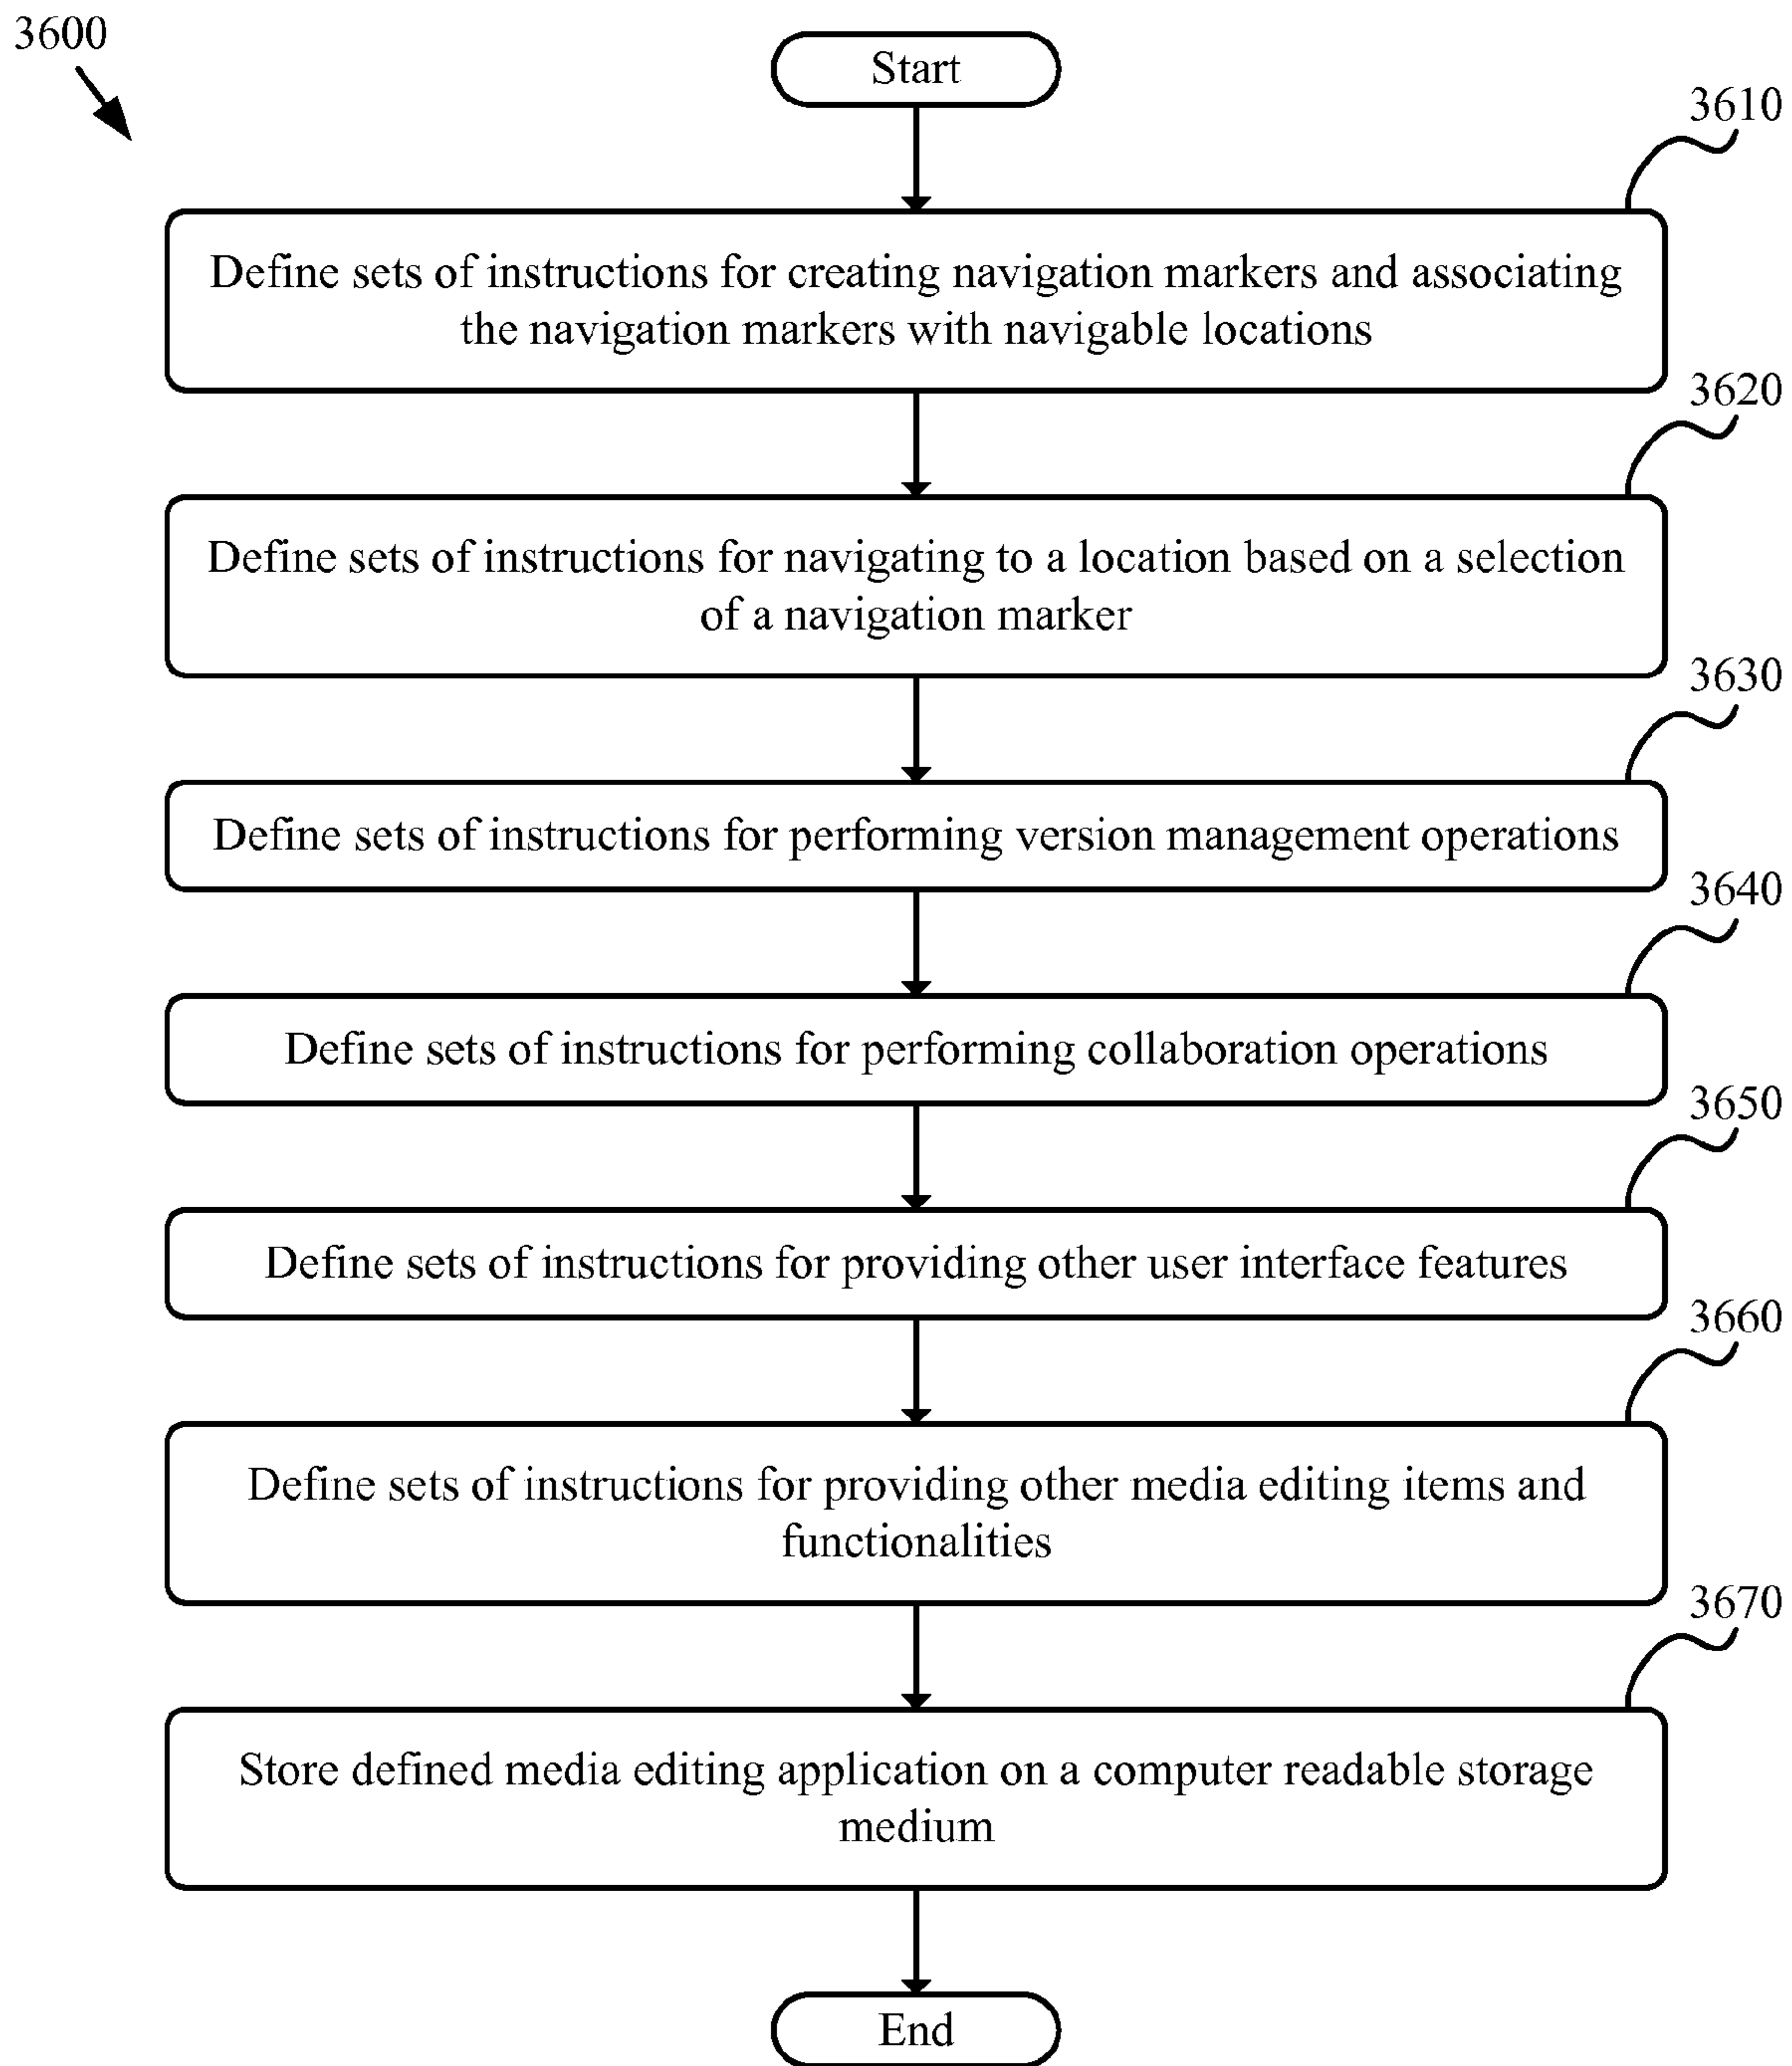 3600
Start
3610
Define sets of instructions for creating navigation markers and associating
the navigation markers with navigable locations
3620
Define sets of instructions for navigating to a location based on a selection
of a navigation marker
3630
Define sets of instructions for performing version management operations
3640
Define sets of instructions for performing collaboration operations
3650
Define sets of instructions for providing other user interface features
3660
Define sets of instructions for providing other media editing items and
functionalities
3670
Store defined media editing application on a computer readable storage
medium
End